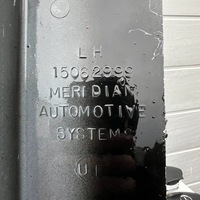 LH
15062999
MERIDIAN
AUTOMOTIVE
SYSTEMS